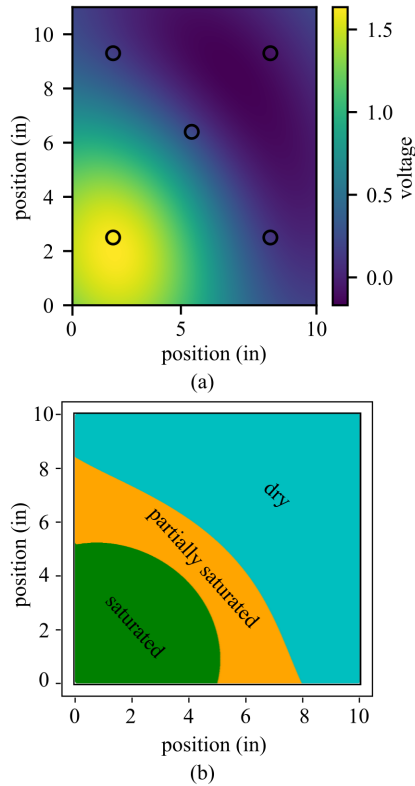 10
8
6
4
2
0
position (in)
0
5
10
position (in)
1.5
1.0
0.5
0.0
voltage
(a)
10
8
6
4
2
0
position (in)
dry
partially saturated
saturated
0
2
4
6
8
10
position (in)
(b)